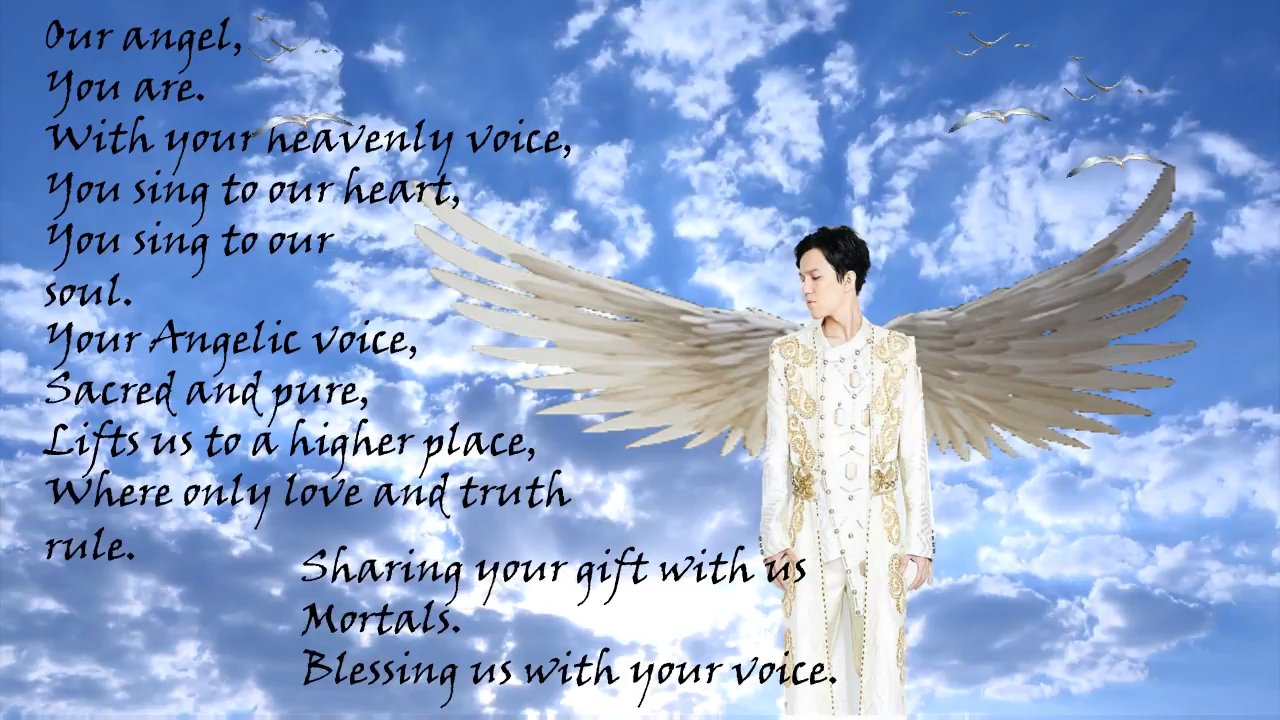 Our angel,
You are.
With your heavenly voice,
You sing to our heart,
You sing to our
soul.
Your Angelic voice,
Sacred and pure,
Lifts us to a higher place,
Where only love and truth
rule.
Sharing your gift with us
Mortals.
Blessing us with your voice.